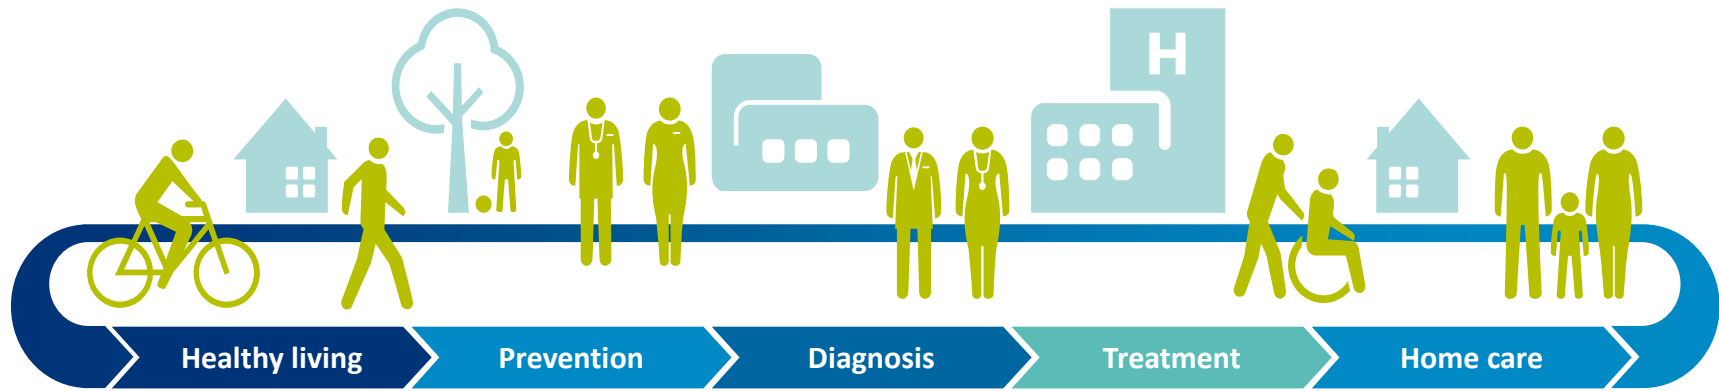 H
Healthy living
Prevention
Diagnosis
Treatment
Home care